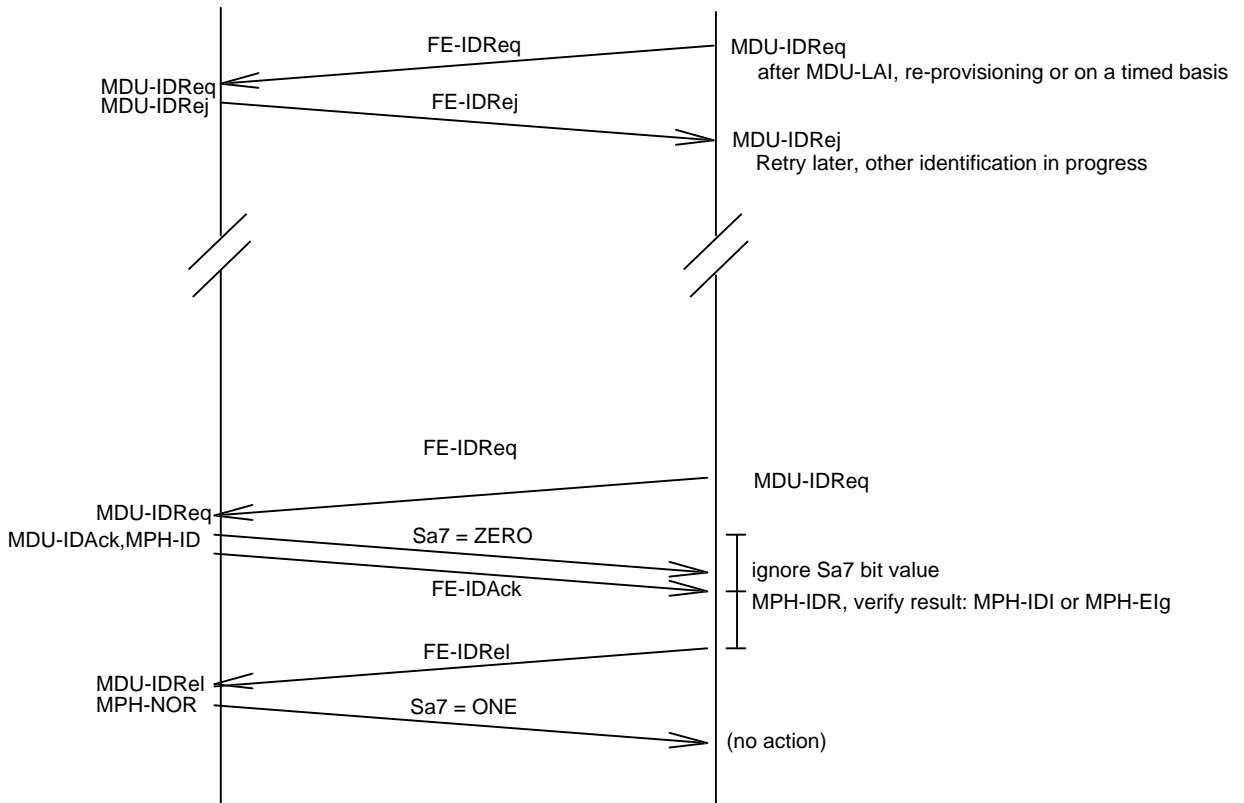 FE-IDReq
MDU-IDReq
after MDU-LAI, re-provisioning or on a timed basis
MDU-IDReq
MDU-IDRej
FE-IDRej
MDU-IDRej
Retry later, other identification in progress
FE-IDReq
MDU-IDReq
MDU-IDReq
MDU-IDAck,MPH-ID
Sa7 = ZERO
ignore Sa7 bit value
FE-IDAck
MPH-IDR, verify result: MPH-IDI or MPH-EIg
FE-IDRel
MDU-IDRel
MPH-NOR
Sa7 = ONE
(no action)